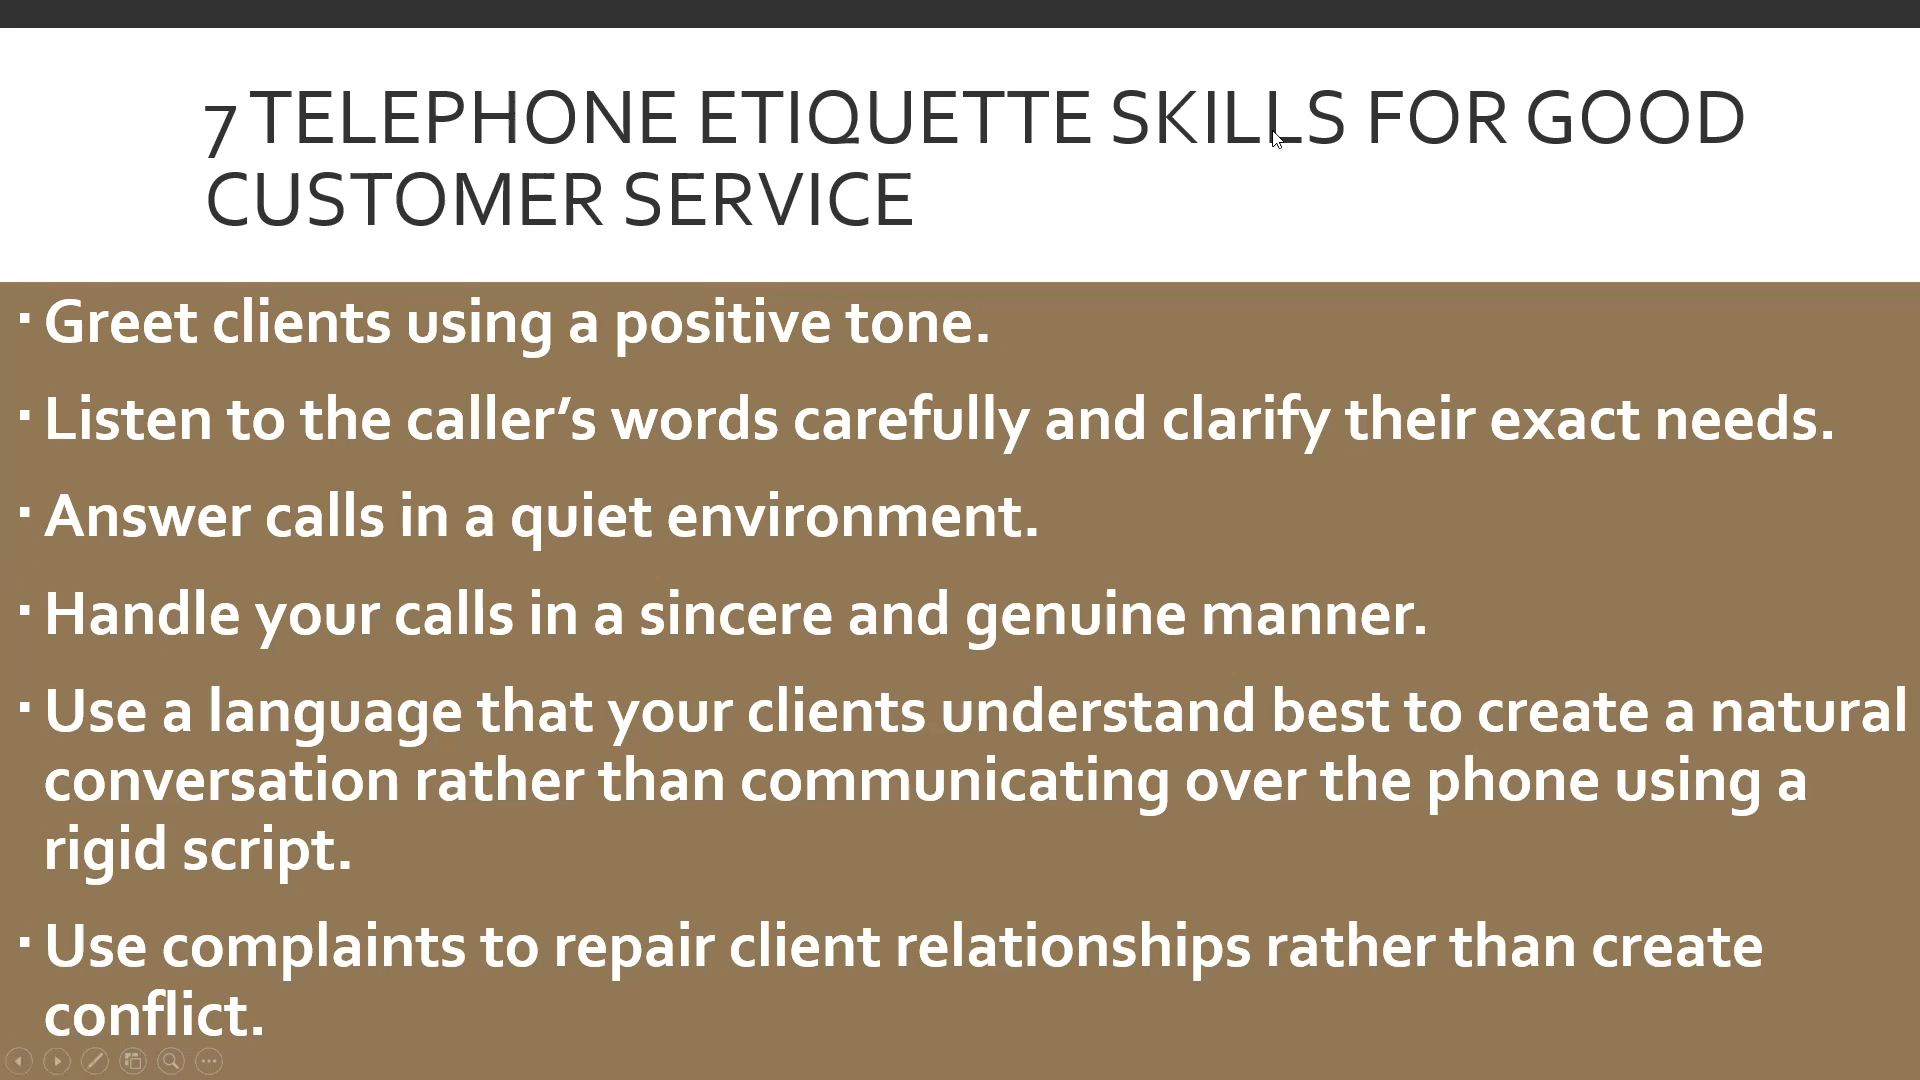 7 TELEPHONE ETIQUETTE SKILLS FOR GOOD
CUSTOMER SERVICE
▪ Greet clients using a positive tone.
▪ Listen to the caller’s words carefully and clarify their exact needs.
▪ Answer calls in a quiet environment.
▪ Handle your calls in a sincere and genuine manner.
▪ Use a language that your clients understand best to create a natural
conversation rather than communicating over the phone using a
rigid script.
▪ Use complaints to repair client relationships rather than create
conflict.